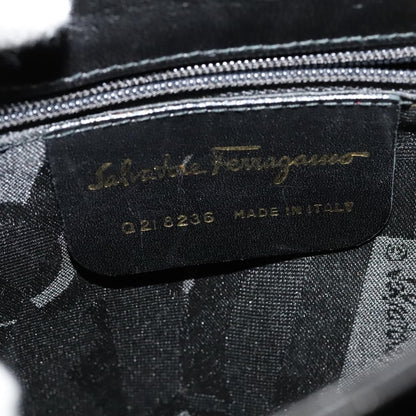 Salvatore Ferragamo
Q21 8236 MADE IN ITALY